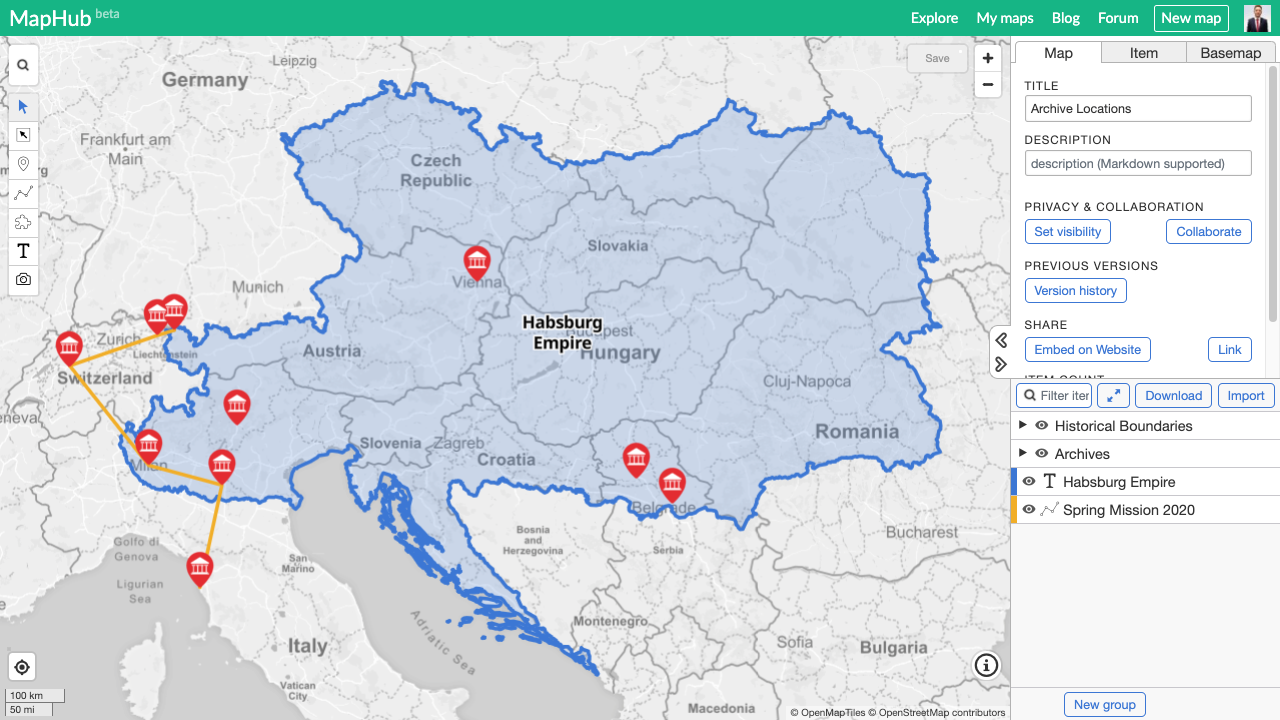 MapHub beta
Explore
My maps
Blog
Forum
New map
Save
Map
Item
Basemap
TITLE
Archive Locations
DESCRIPTION
description (Markdown supported)
PRIVACY & COLLABORATION
Set visibility
Collaborate
PREVIOUS VERSIONS
Version history
SHARE
Embed on Website
Link
Filter iter
Download
Import
Historical Boundaries
Archives
T Habsburg Empire
Spring Mission 2020
New group
T
Leipzig
Germany
Frankfurt am
Main
Czech
Republic
Slovakia
Vienna
Munich
Habsburg
Empire
Budapest
Hungary
Zurich
Liechtenstein
Austria
Switzerland
Cluj-Napoca
Romania
Milan
Slovenia
Zagreb
Croatia
Belgrade
Bosnia
and
Herzegovina
Serbia
Bucharest
Golfo di
Genova
Ligurian
Sea
San
Marino
Adriatic Sea
Montenegro
Sofia
Bulgaria
Italy
Vatican
City
Macedonia
100 km
50 mi
© OpenMapTiles © OpenStreetMap contributors